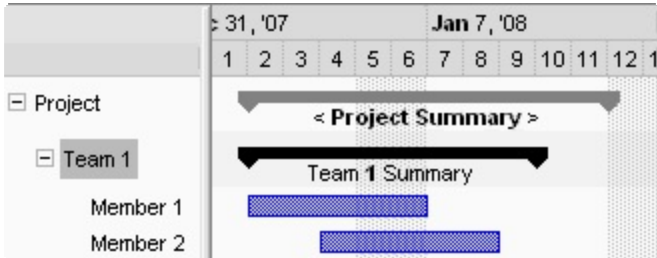 c 31, '07 Jan 7, '08
1 2 3 4 5 6 7 8 9 10 11 12 1
Project
< Project Summary >
Team 1
Team 1 Summary
Member 1
Member 2